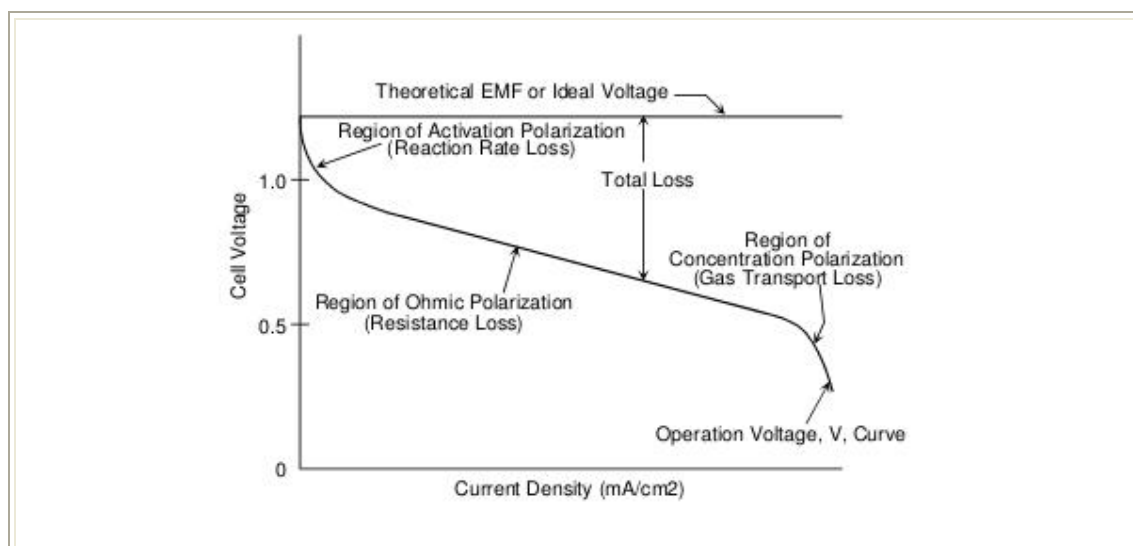 Theoretical EMF or Ideal Voltage
Region of Activation Polarization
(Reaction Rate Loss)
Total Loss
1.0
Cell Voltage
Region of
Concentration Polarization
(Gas Transport Loss)
Region of Ohmic Polarization
(Resistance Loss)
0.5
Operation Voltage, V, Curve
0
Current Density (mA/cm2)